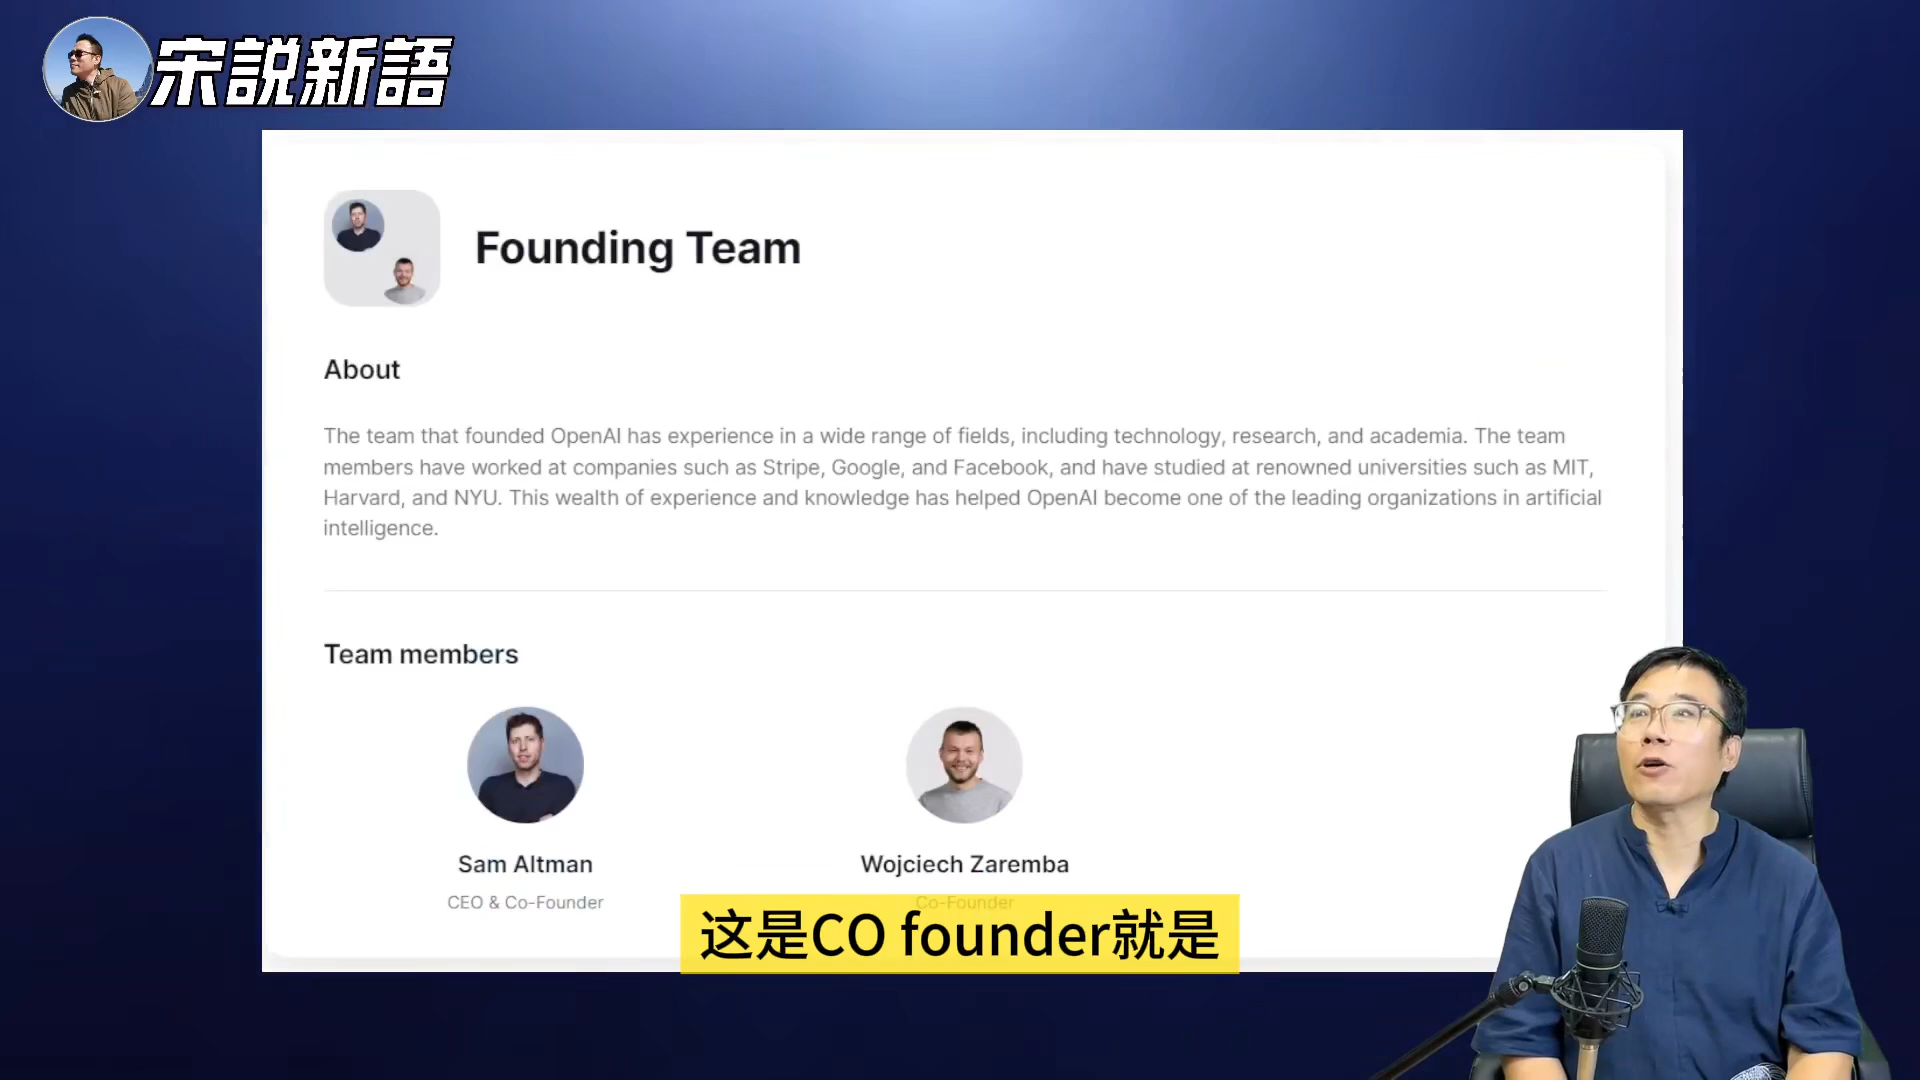 宋説新語
Founding Team
About
The team that founded OpenAI has experience in a wide range of fields, including technology, research, and academia. The team
members have worked at companies such as Stripe, Google, and Facebook, and have studied at renowned universities such as MIT,
Harvard, and NYU. This wealth of experience and knowledge has helped OpenAI become one of the leading organizations in artificial
intelligence.
Team members
Sam Altman
Wojciech Zaremba
CEO & Co-Founder
Co-Founder
这是CO founder就是